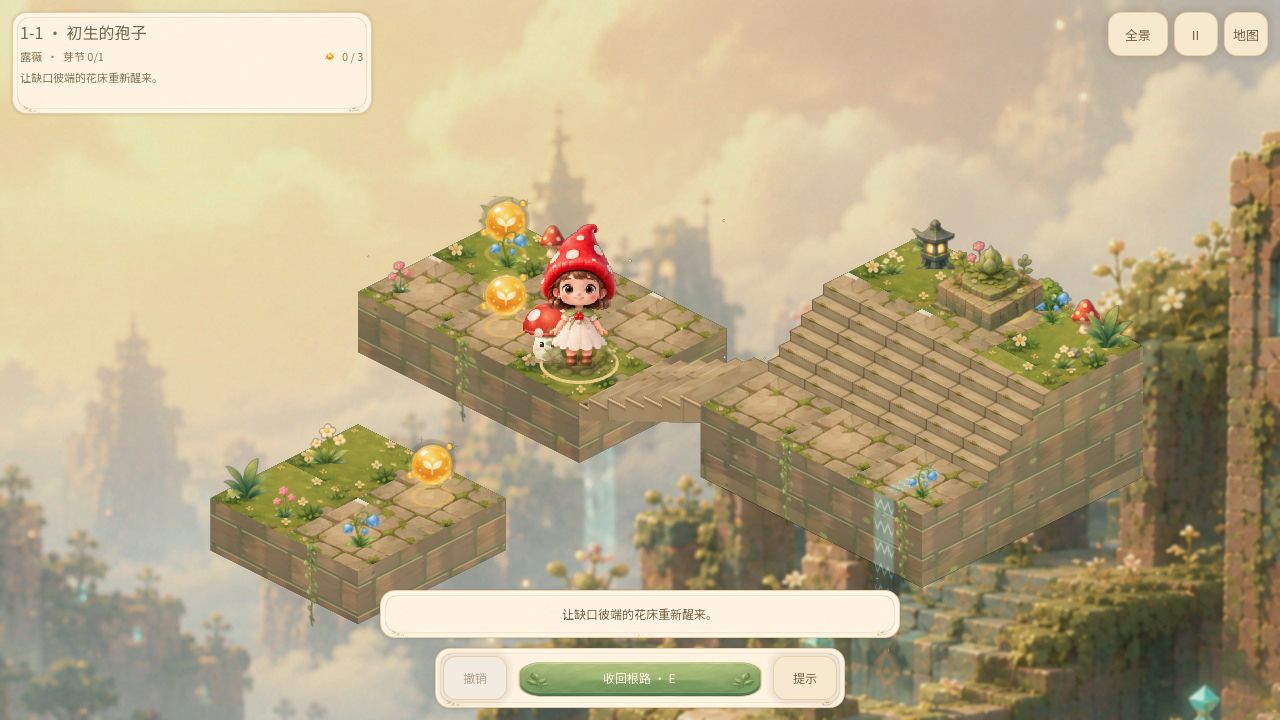 1-1 · 初生的孢子
露薇 · 芽节 0/1
0 / 3
让缺口彼端的花床重新醒来。
全景
II
地图
让缺口彼端的花床重新醒来。
撤销
收回根路 · E
提示